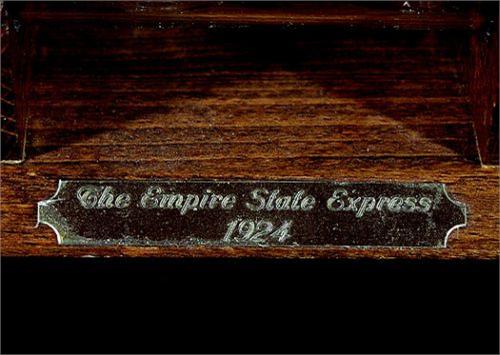 The Empire State Express
1924